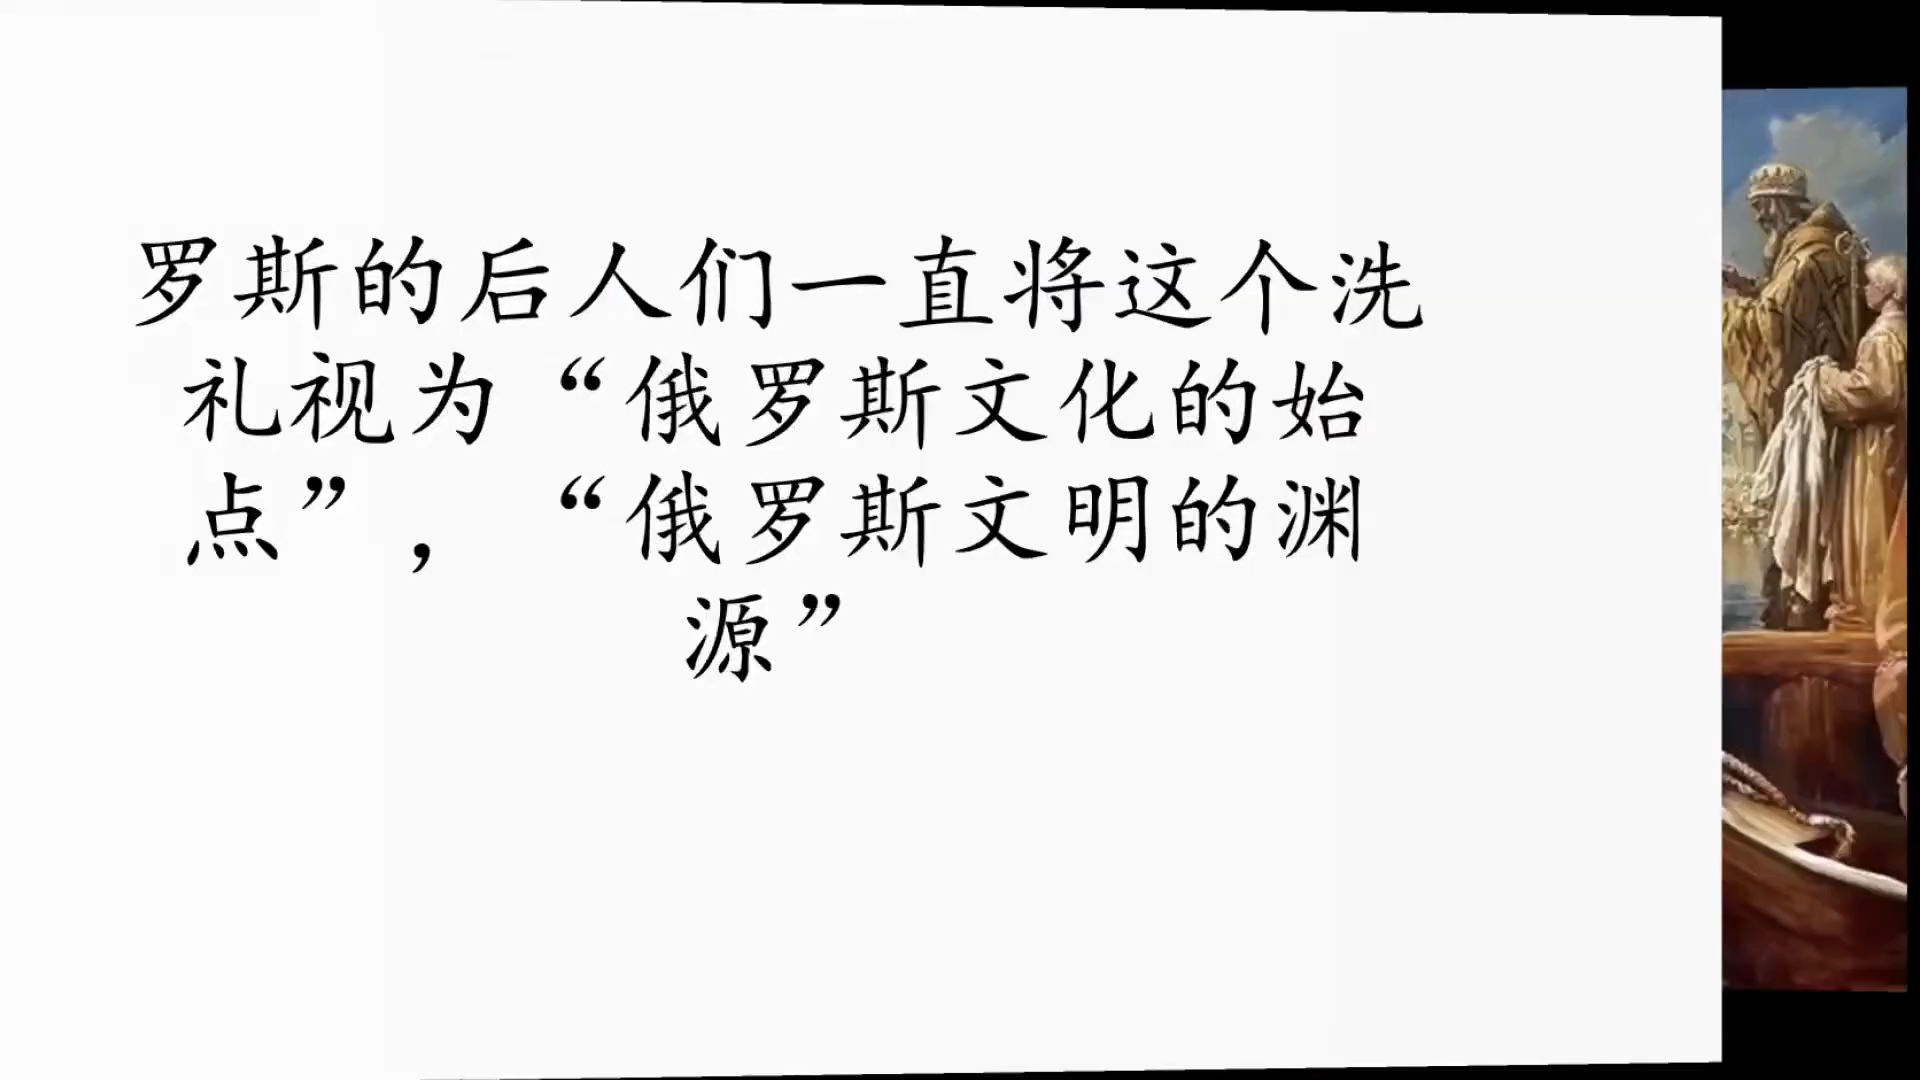 罗斯的后人们一直将这个洗
礼视为“俄罗斯文化的始
点”，“俄罗斯文明的渊
源”